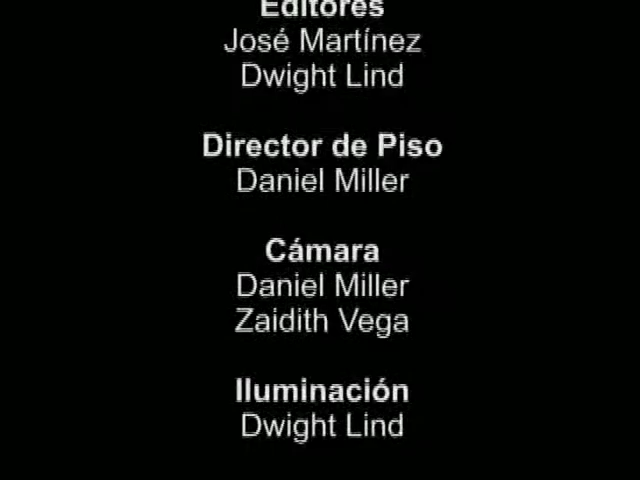 Editores
José Martínez
Dwight Lind
Director de Piso
Daniel Miller
Cámara
Daniel Miller
Zaidith Vega
Iluminación
Dwight Lind